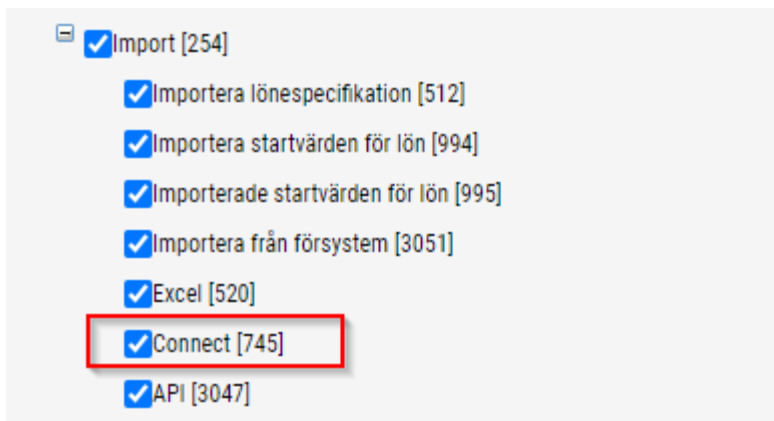 Import [254]
Importera lönespecifikation [512]
Importera startvärden för lön [994]
Importerade startvärden för lön [995]
Importera från försystem [3051]
Excel [520]
Connect [745]
API [3047]